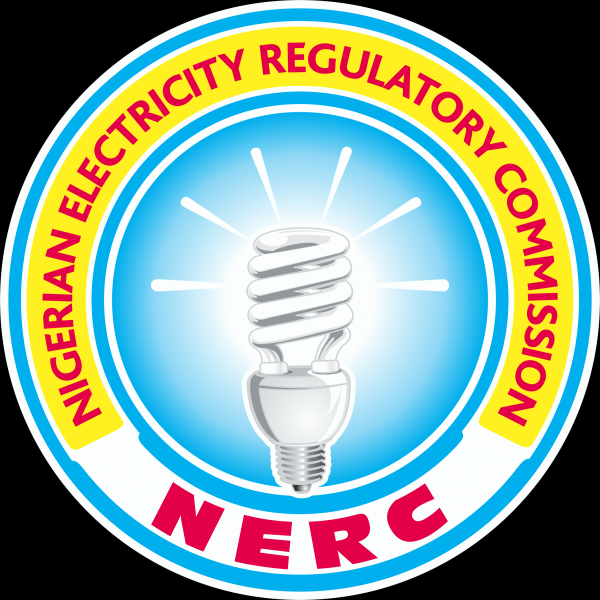 NIGERIAN ELECTRICITY REGULATORY COMMISSION
NERC